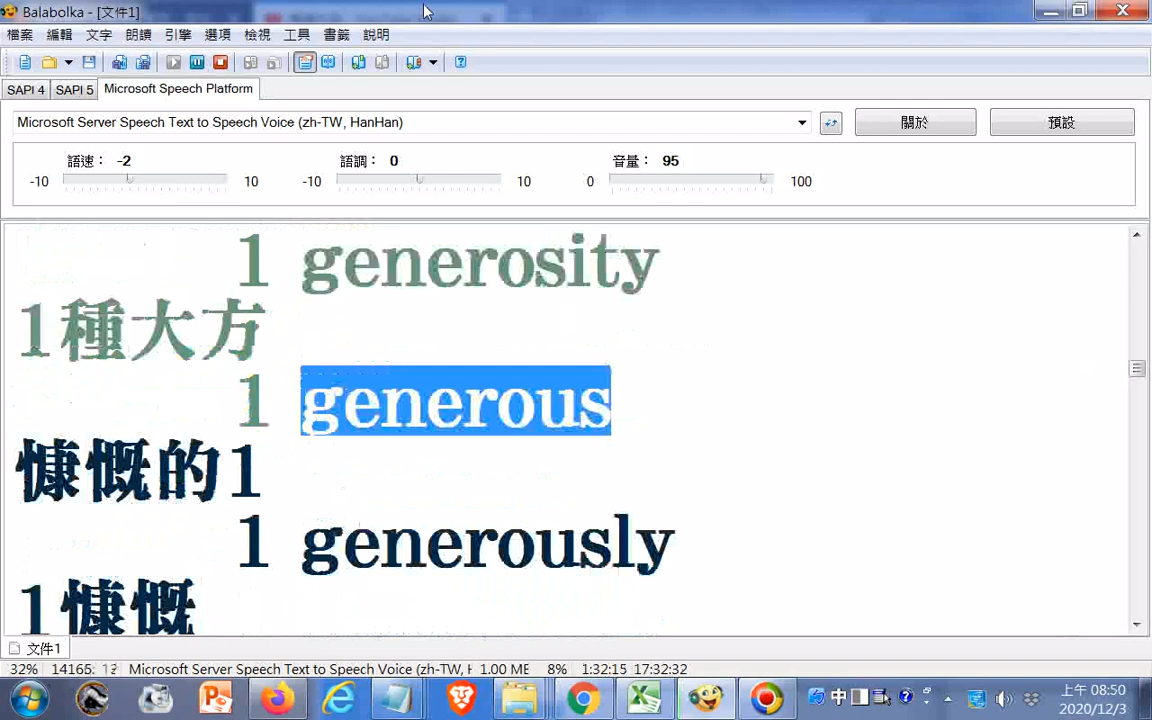 Balabolka - [文件1]
檔案 編輯 文字 朗讀 引擎 選項 檢視 工具 書籤 說明
SAPI 4 SAPI 5 Microsoft Speech Platform
Microsoft Server Speech Text to Speech Voice (zh-TW, HanHan) 關於 預設
語速： -2 語調： 0 音量： 95
-10 10 -10 10 0 100
1 generosity
1種大方
1 generous
慷慨的1
1 generously
1慷慨
文件1
32% Microsoft Server Speech Text to Speech Voice (zh-TW, H 1.00 ME 8% 1:32:15 17:32:32
中 上午 08:50
2020/12/3